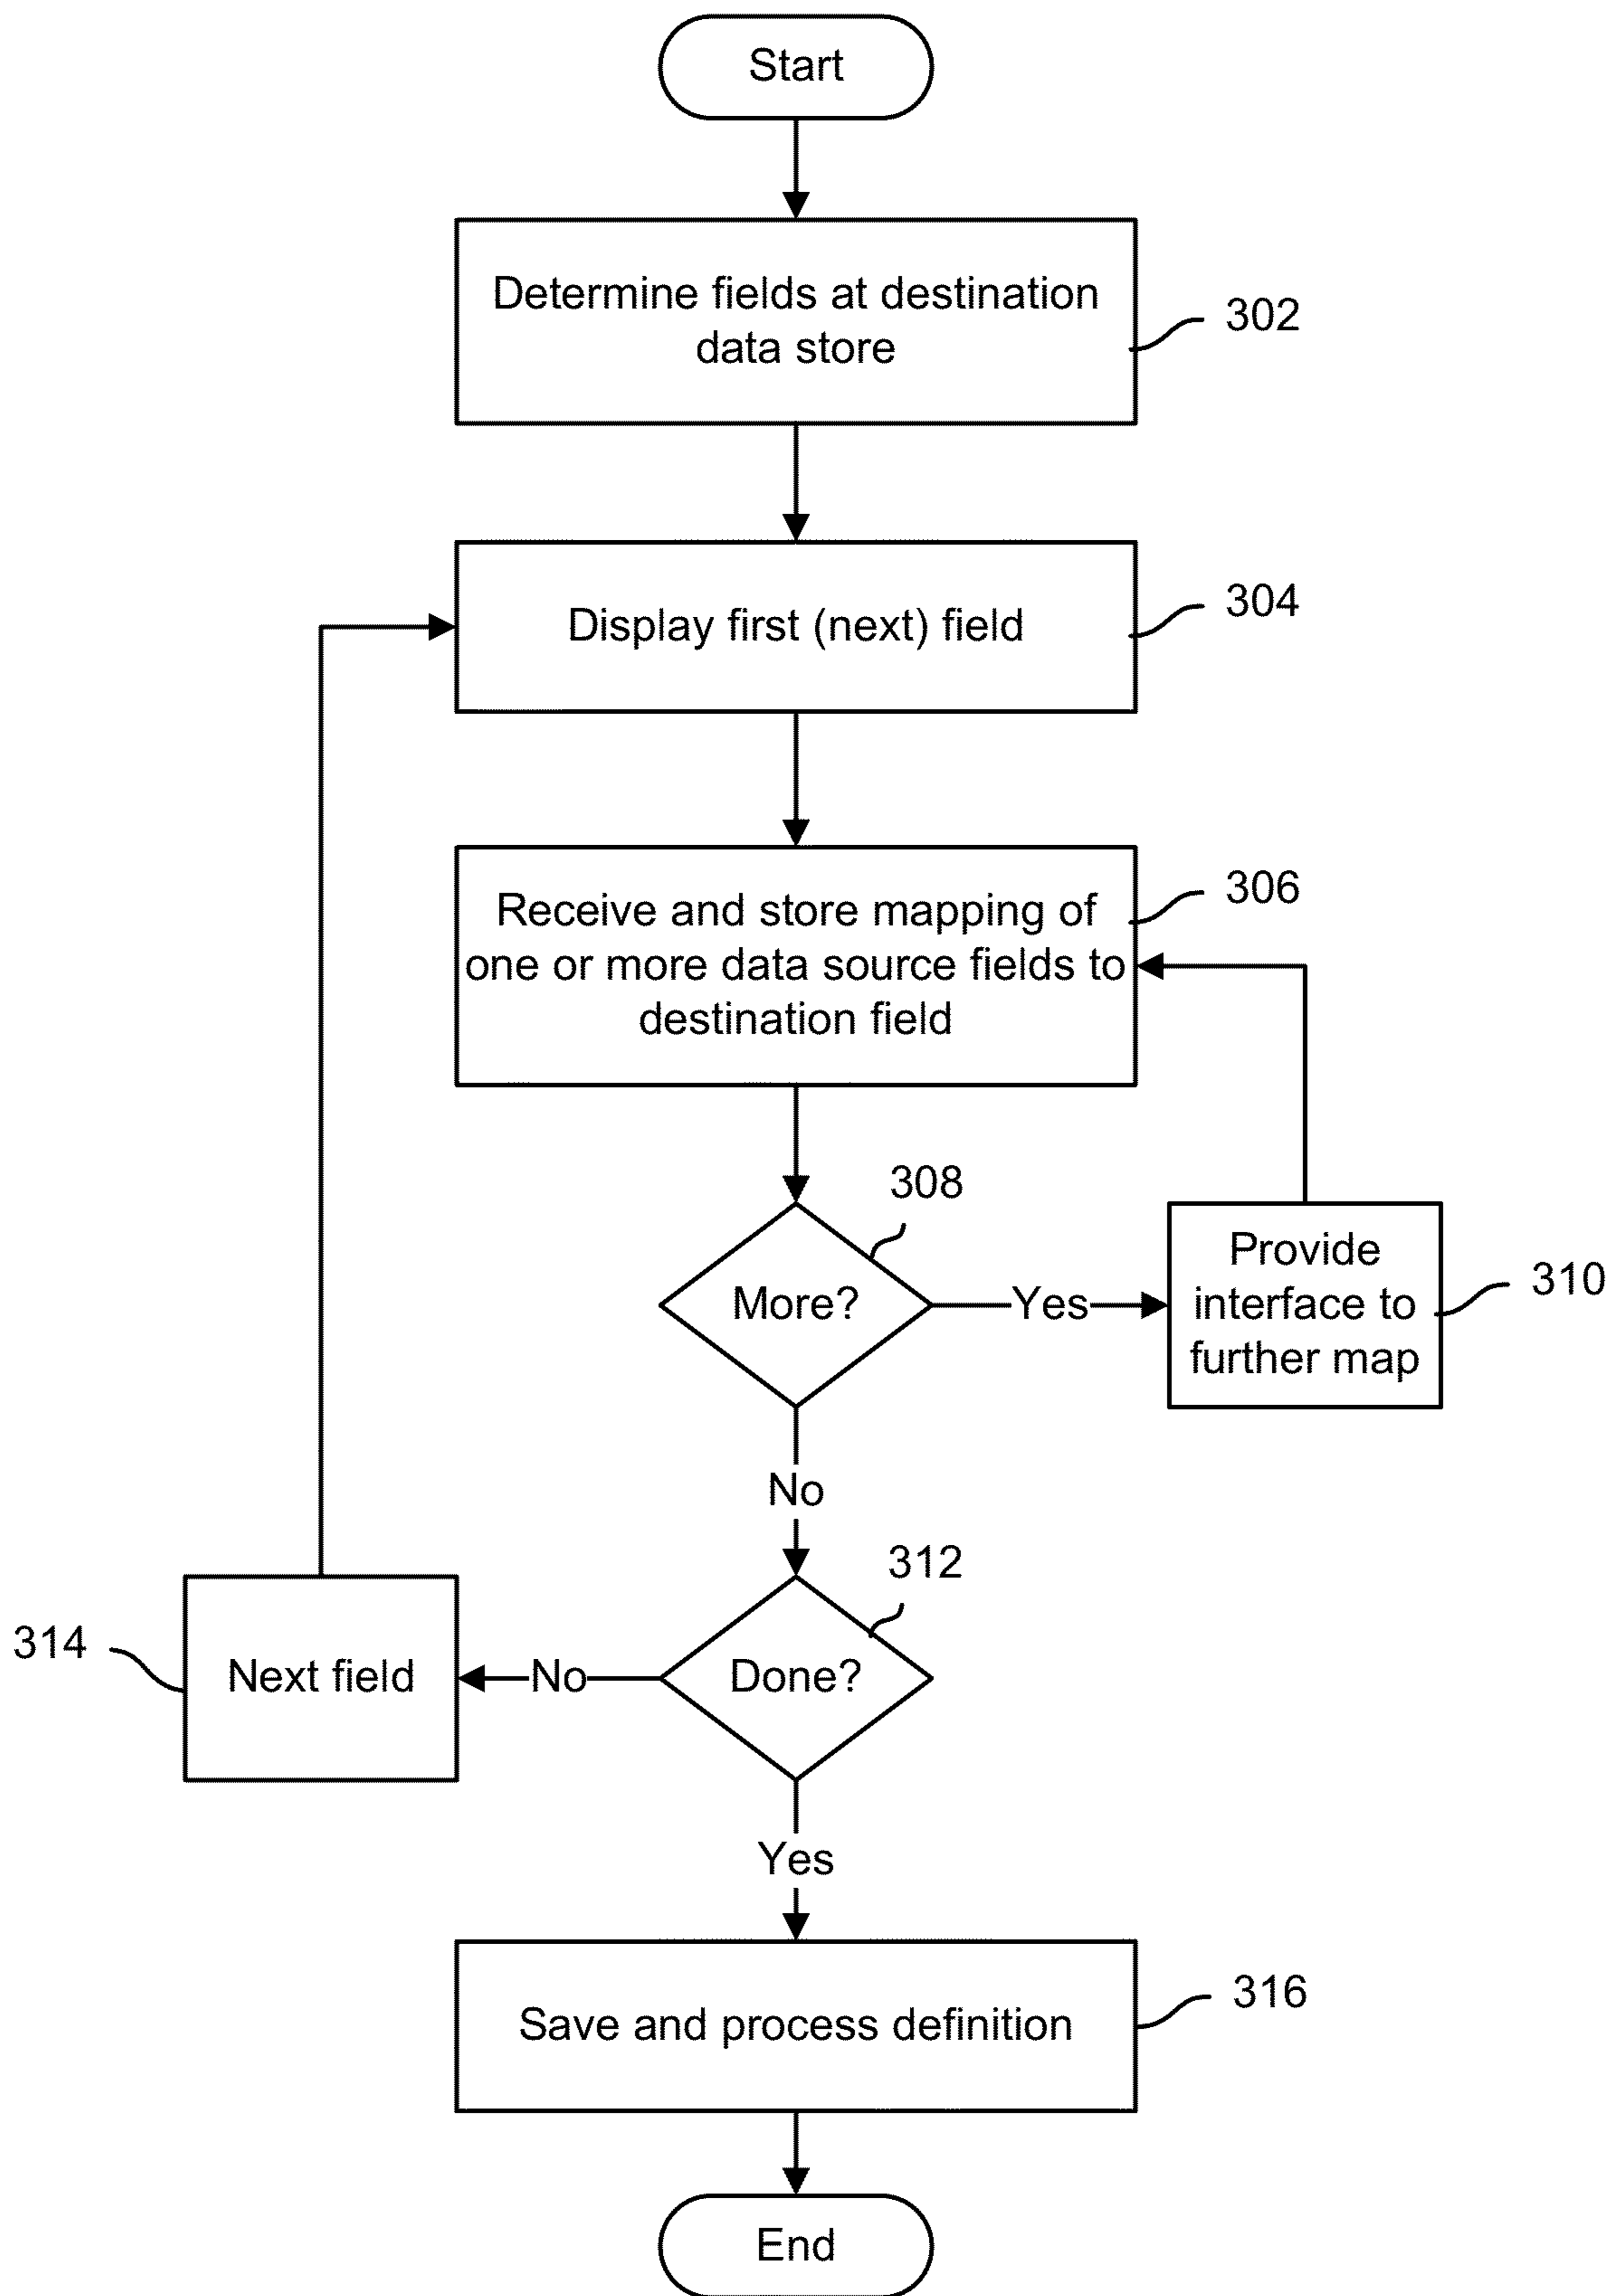 Start
Determine fields at destination
data store
302
Display first (next) field
304
Receive and store mapping of
one or more data source fields to
destination field
306
308
More?
Yes
Provide
interface to
further map
310
No
312
Done?
No
Next field
314
Yes
Save and process definition
316
End